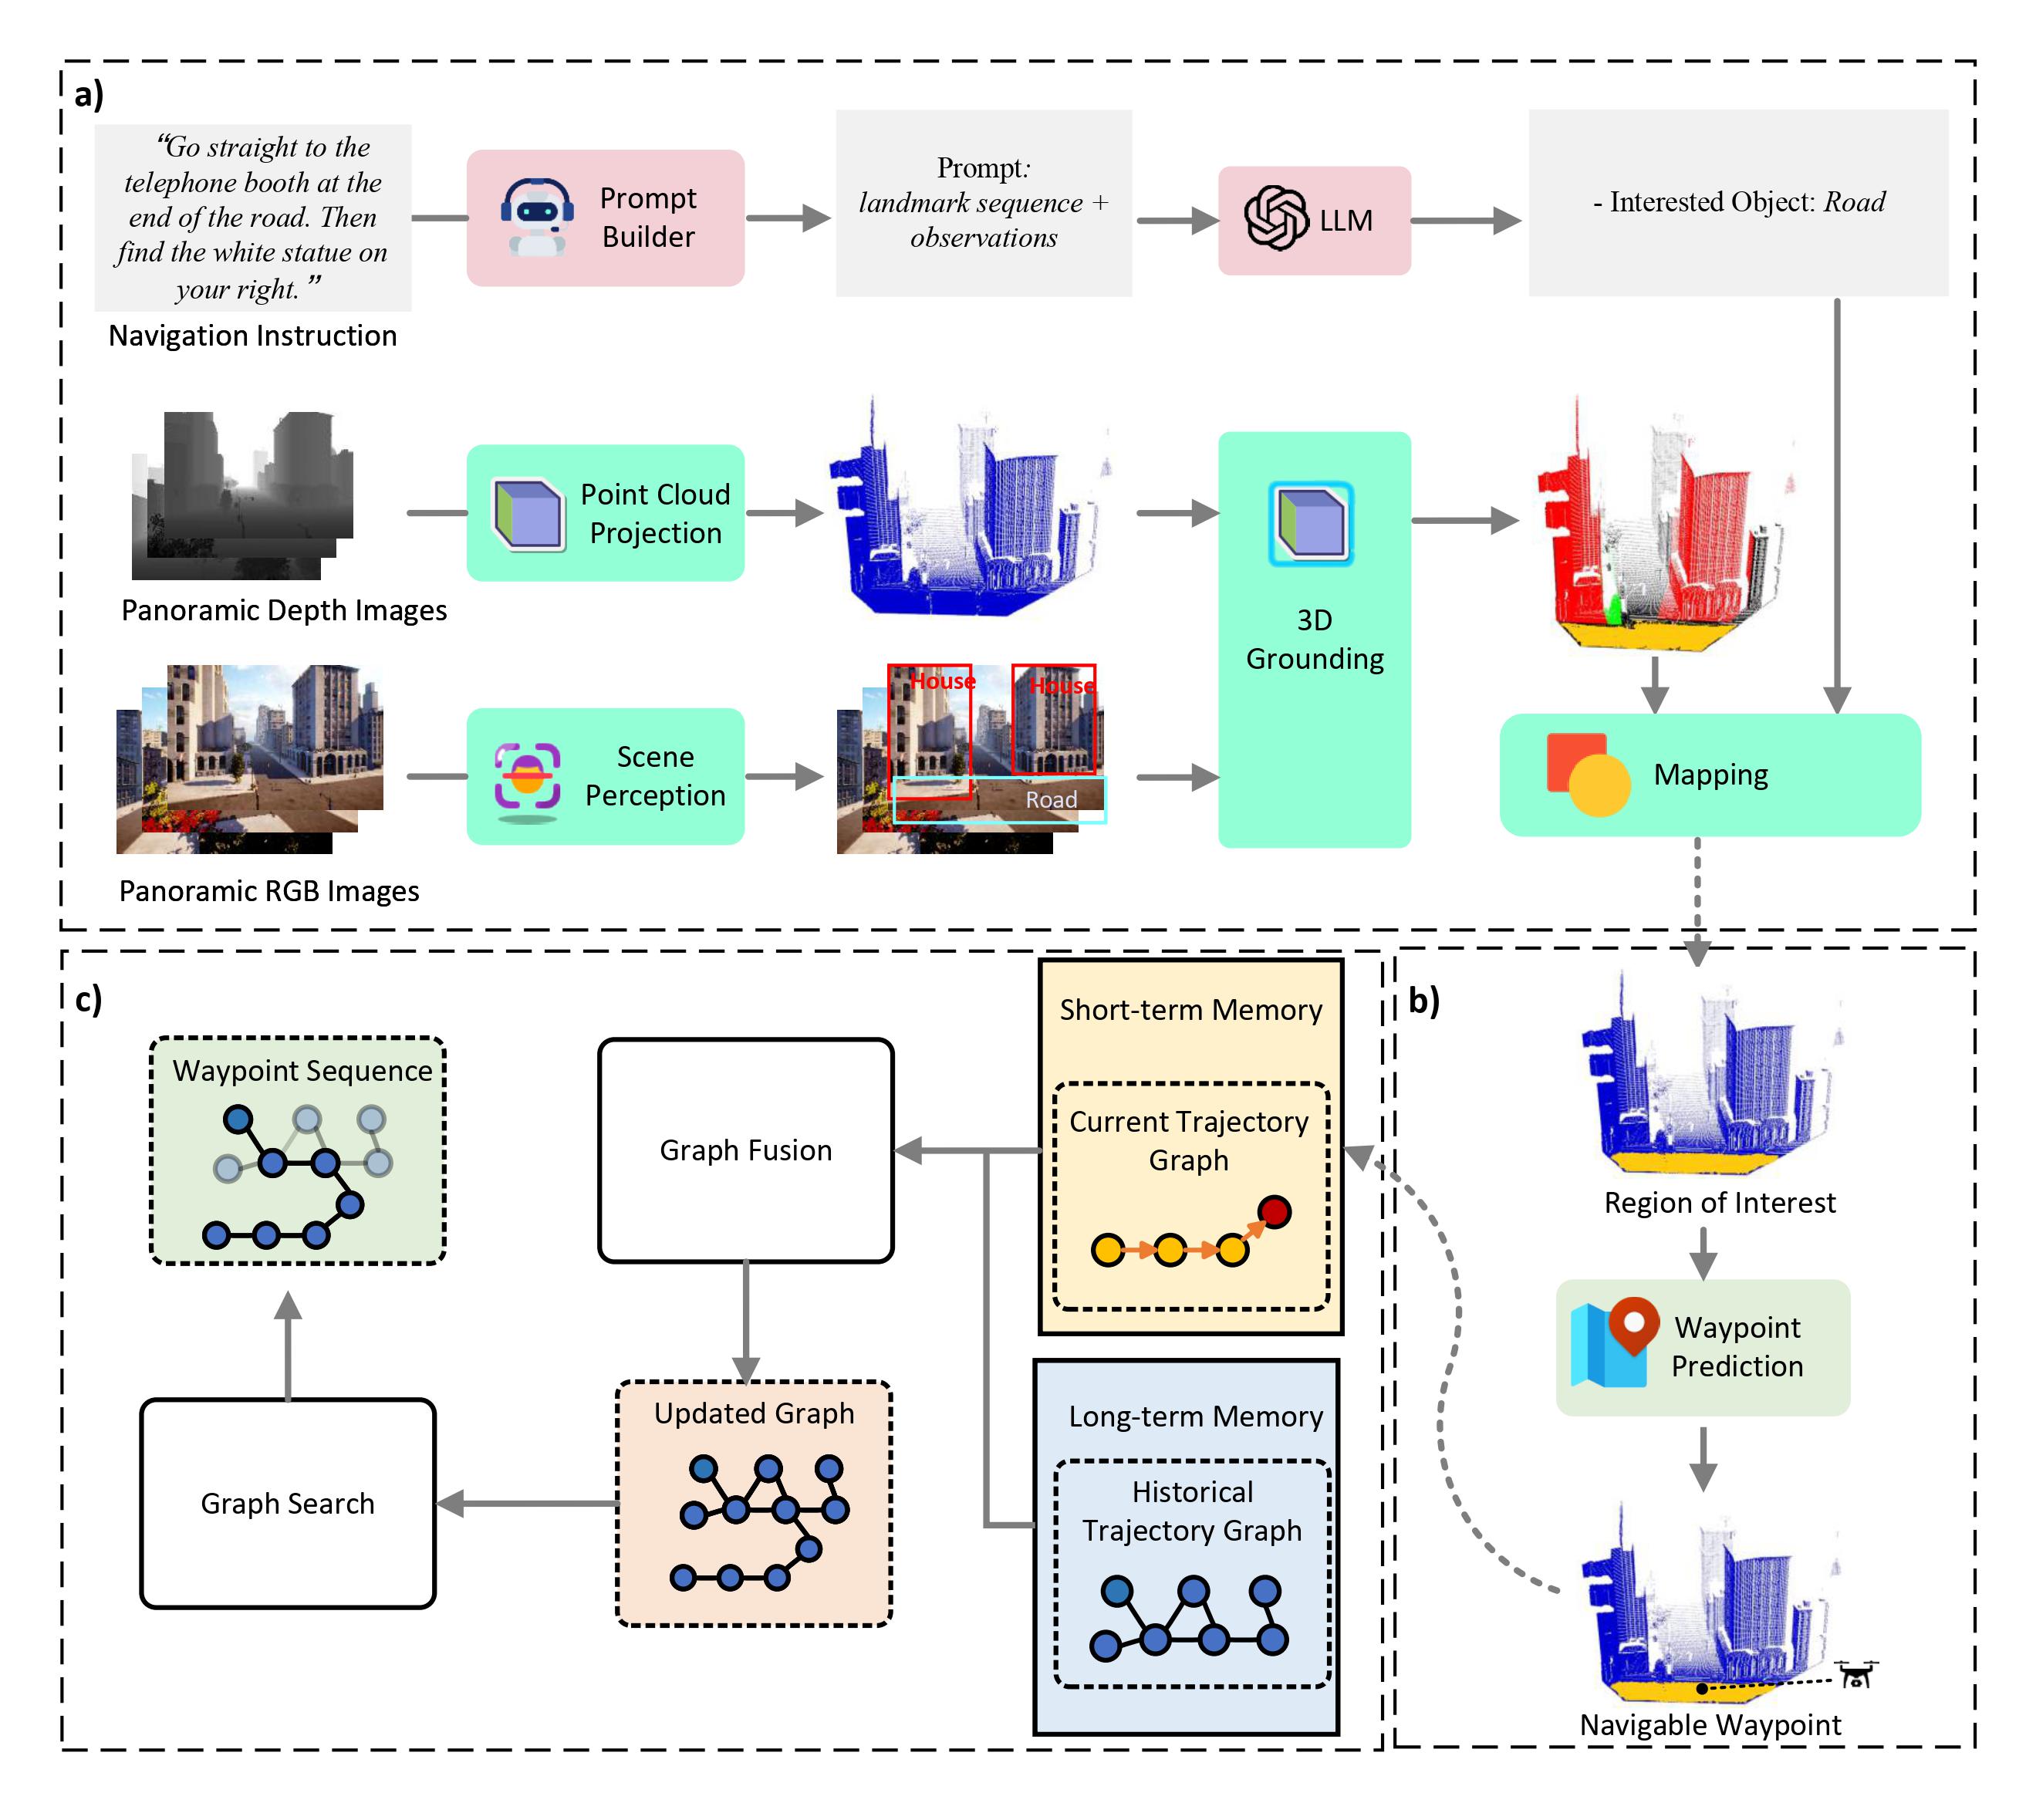 a)
“Go straight to the
telephone booth at the
end of the road. Then
find the white statue on
your right.”
Navigation Instruction
Prompt
Builder
Prompt:
landmark sequence +
observations
LLM
- Interested Object: Road
Panoramic Depth Images
Point Cloud
Projection
3D
Grounding
Panoramic RGB Images
Scene
Perception
House
House
Road
Mapping
b)
Region of Interest
Waypoint
Prediction
Navigable Waypoint
c)
Short-term Memory
Current Trajectory
Graph
Long-term Memory
Historical
Trajectory Graph
Graph Fusion
Updated Graph
Graph Search
Waypoint Sequence